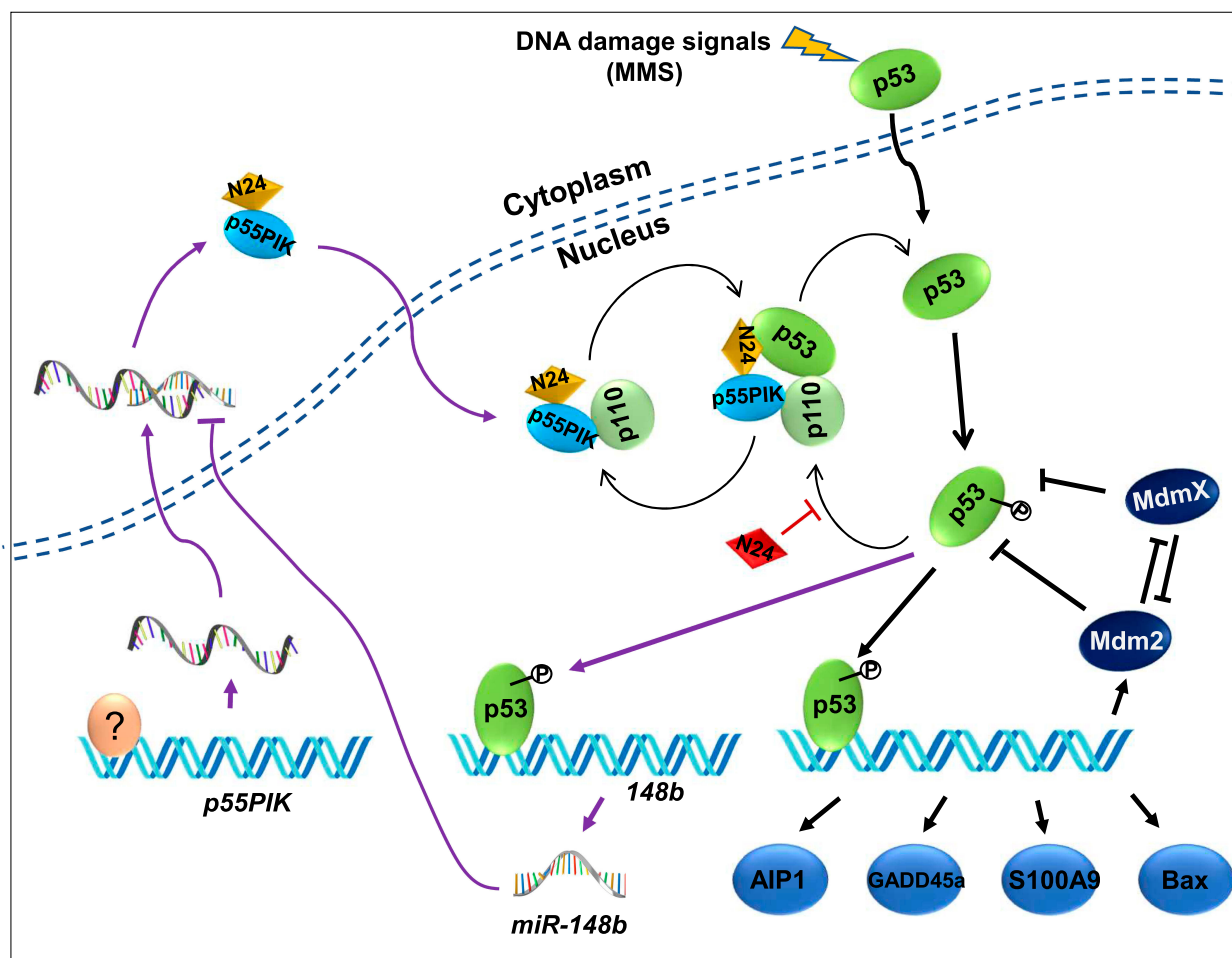 DNA damage signals
(MMS)
p53
Cytoplasm
Nucleus
N24
p55PIK
p53
N24
p53
p55PIK
p110
N24
p55PIK
p110
p53
P
MdmX
N24
Mdm2
p53
P
p53
P
?
p55PIK
148b
miR-148b
AIP1
GADD45a
S100A9
Bax